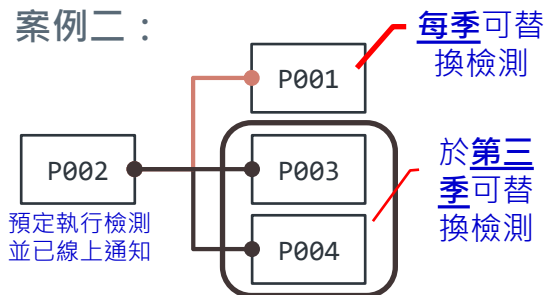 案例二：
每季可替
換檢測
P001
P002
P003
於第三
季可替
換檢測
預定執行檢測
並已線上通知
P004